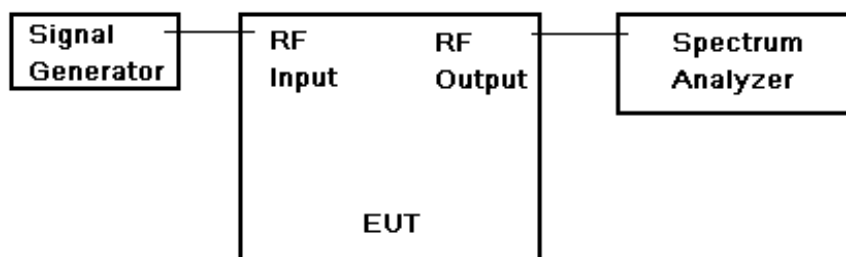 Signal
Generator
RF
Input
RF
Output
EUT
Spectrum
Analyzer